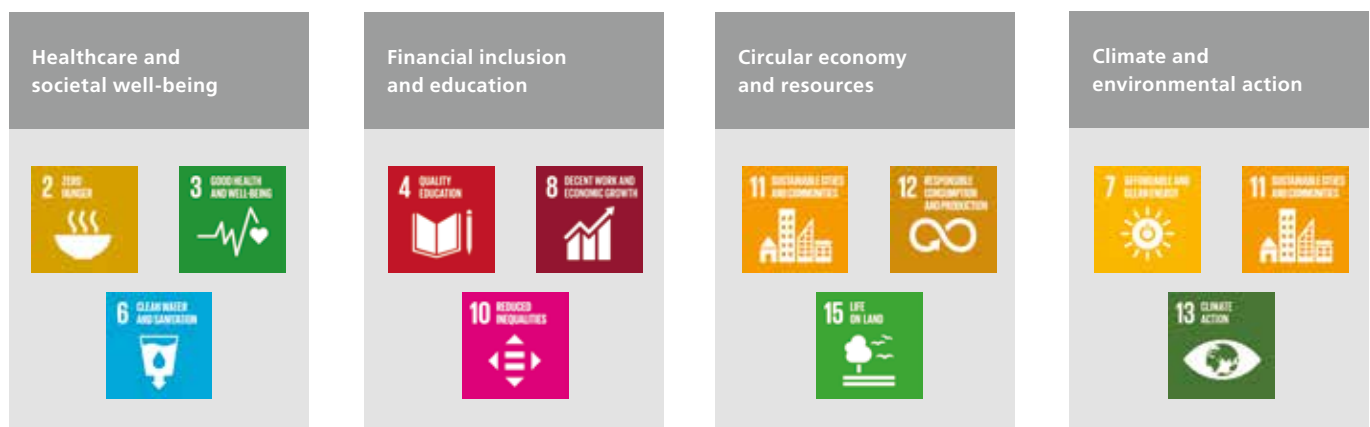 Healthcare and
societal well-being
2 ZERO
HUNGER
3 GOOD HEALTH
AND WELL-BEING
6 CLEAN WATER
AND SANITATION
Financial inclusion
and education
4 QUALITY
EDUCATION
8 DECENT WORK AND
ECONOMIC GROWTH
10 REDUCED
INEQUALITIES
Circular economy
and resources
11 SUSTAINABLE CITIES
AND COMMUNITIES
12 RESPONSIBLE
CONSUMPTION
AND PRODUCTION
15 LIFE
ON LAND
Climate and
environmental action
7 AFFORDABLE AND
CLEAN ENERGY
11 SUSTAINABLE CITIES
AND COMMUNITIES
13 CLIMATE
ACTION